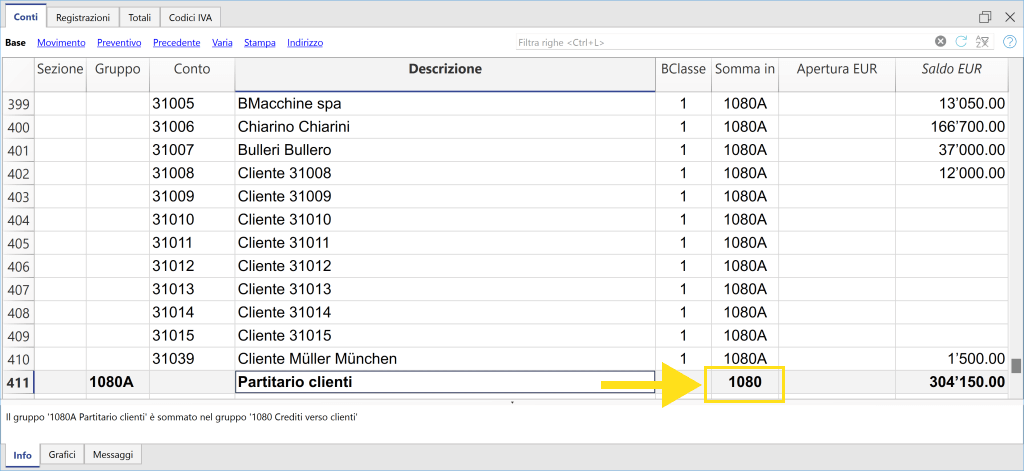 Conti Registrazioni Totali Codici IVA
Base Movimento Preventivo Precedente Varia Stampa Indirizzo Filtra righe <Ctrl+L>
Sezione Gruppo Conto Descrizione BClasse Somma in Apertura EUR Saldo EUR
399 31005 BMacchine spa 1 1080A 13'050.00
400 31006 Chiarino Chiarini 1 1080A 166'700.00
401 31007 Bulleri Bullero 1 1080A 37'000.00
402 31008 Cliente 31008 1 1080A 12'000.00
403 31009 Cliente 31009 1 1080A
404 31010 Cliente 31010 1 1080A
405 31011 Cliente 31011 1 1080A
406 31012 Cliente 31012 1 1080A
407 31013 Cliente 31013 1 1080A
408 31014 Cliente 31014 1 1080A
409 31015 Cliente 31015 1 1080A
410 31039 Cliente Müller München 1 1080A 1'500.00
411 1080A Partitario clienti 1080 304'150.00
Il gruppo '1080A Partitario clienti' è sommato nel gruppo '1080 Crediti verso clienti'
Info Grafici Messaggi